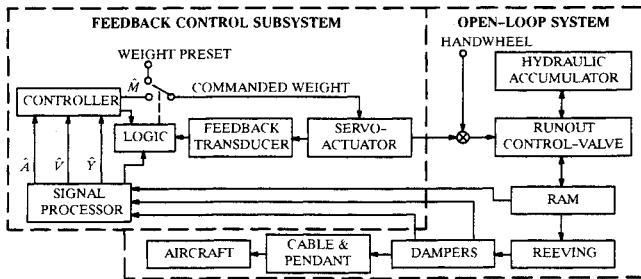 FEEDBACK CONTROL SUBSYSTEM
OPEN–LOOP SYSTEM
HANDWHEEL
WEIGHT PRESET
HYDRAULIC
ACCUMULATOR
M̂
COMMANDED WEIGHT
CONTROLLER
LOGIC
FEEDBACK
TRANSDUCER
SERVO–
ACTUATOR
RUNOUT
CONTROL–VALVE
Â
V̂
Ŷ
SIGNAL
PROCESSOR
RAM
AIRCRAFT
CABLE &
PENDANT
DAMPERS
REEVING